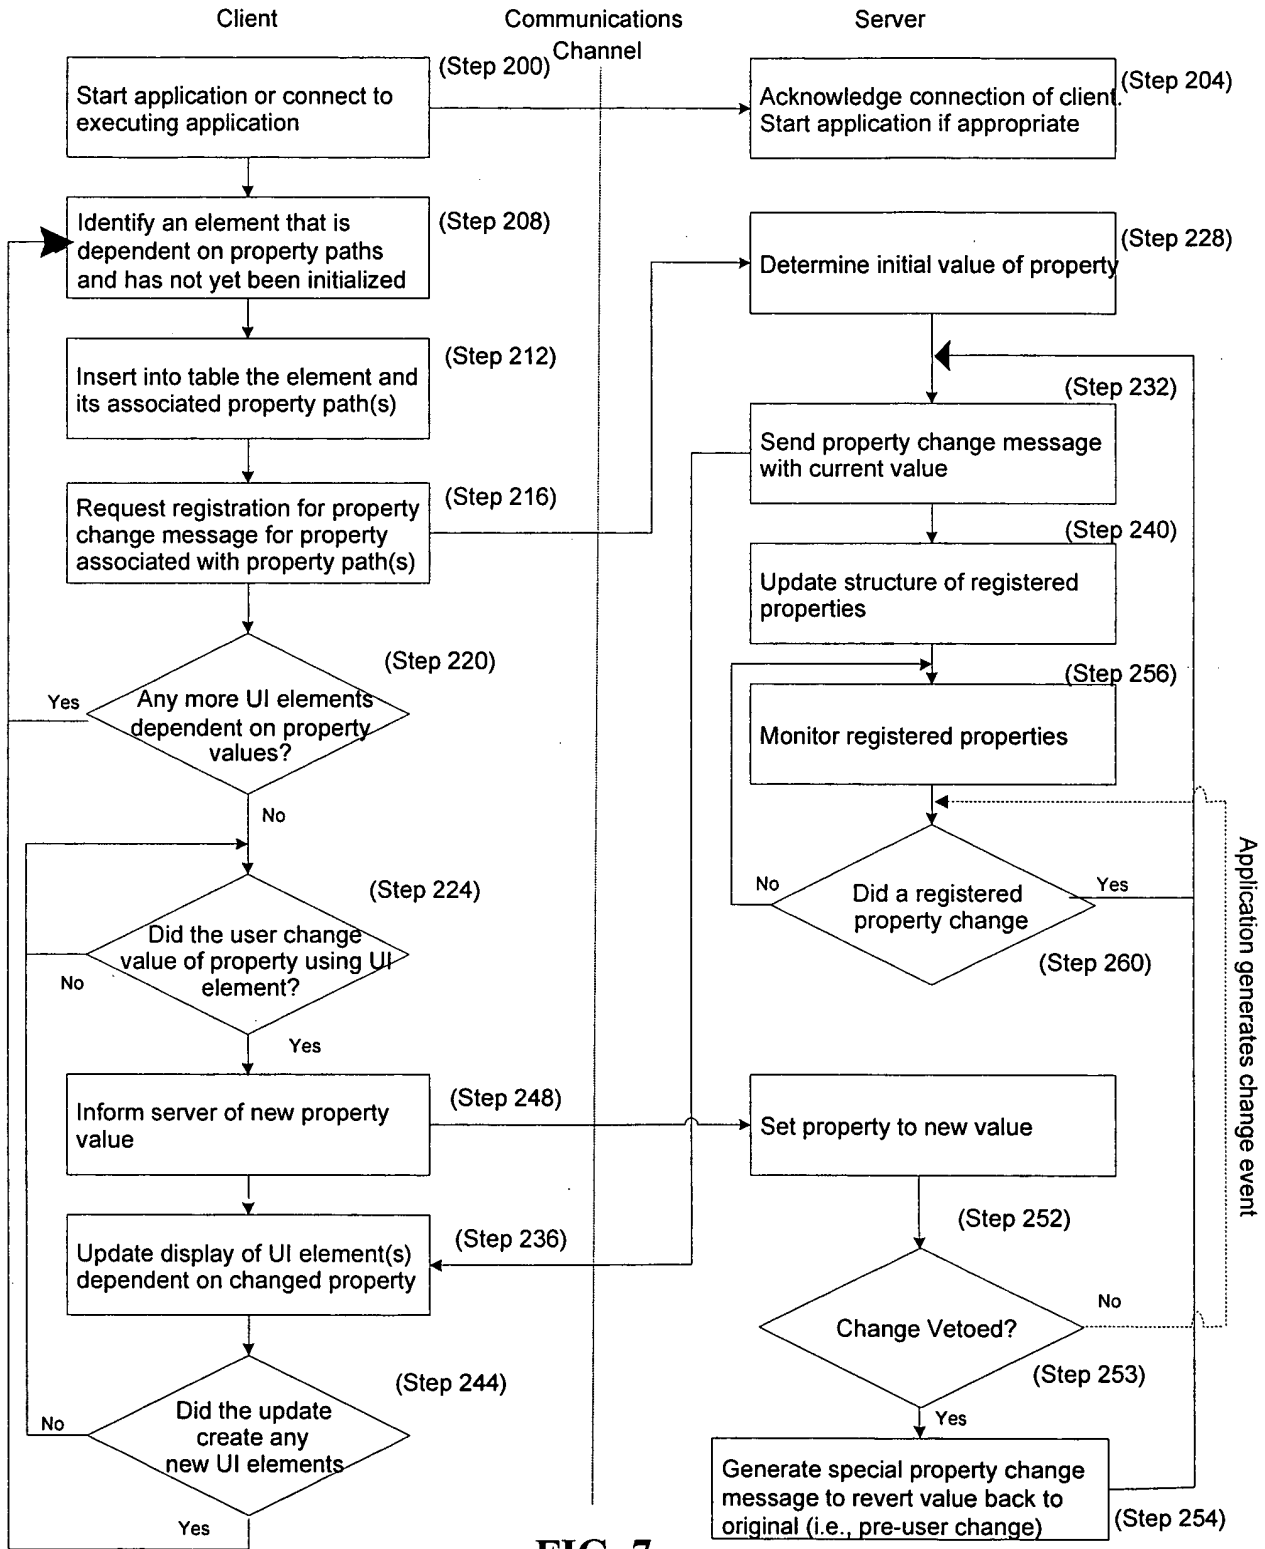 Client
Communications
Channel
Server
(Step 200)
Start application or connect to
executing application
(Step 204)
Acknowledge connection of client.
Start application if appropriate
(Step 208)
Identify an element that is
dependent on property paths
and has not yet been initialized
(Step 228)
Determine initial value of property
(Step 212)
Insert into table the element and
its associated property path(s)
(Step 232)
Send property change message
with current value
(Step 216)
Request registration for property
change message for property
associated with property path(s)
(Step 240)
Update structure of registered
properties
(Step 220)
Any more UI elements
dependent on property
values?
Yes
No
(Step 256)
Monitor registered properties
(Step 224)
Did the user change
value of property using UI
element?
No
Yes
Did a registered
property change
No
Yes
(Step 260)
Application generates change event
(Step 248)
Inform server of new property
value
Set property to new value
(Step 252)
(Step 236)
Update display of UI element(s)
dependent on changed property
Change Vetoed?
No
(Step 253)
Yes
(Step 244)
Did the update
create any
new UI elements
No
Yes
Generate special property change
message to revert value back to
original (i.e., pre-user change)
(Step 254)
FIG. 7